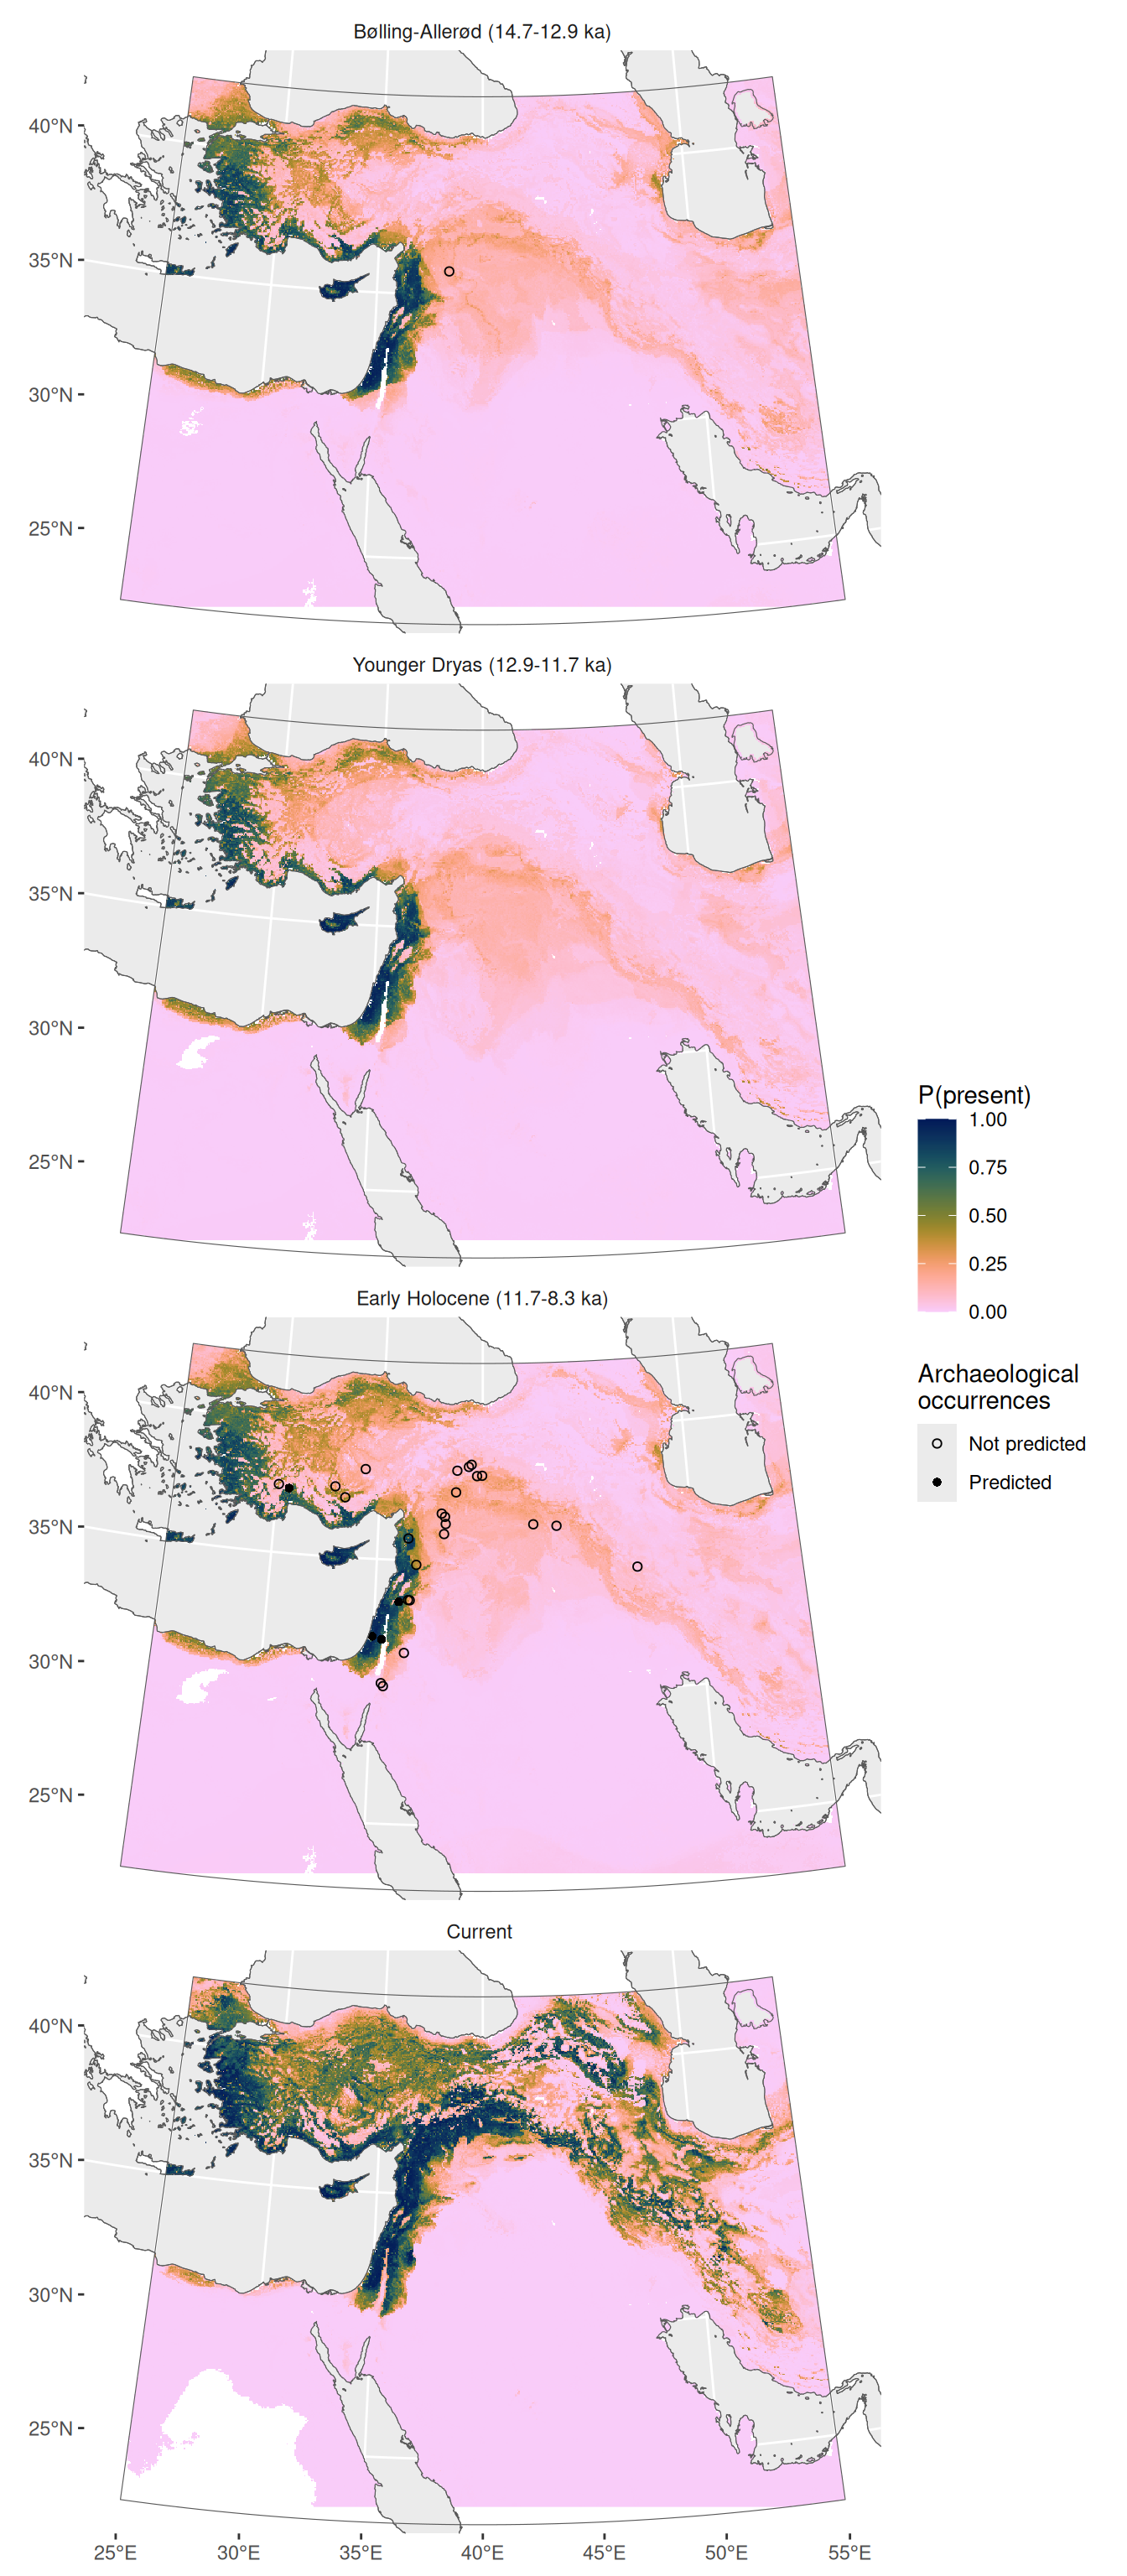 Bølling-Allerød (14.7-12.9 ka)
40°N
35°N
30°N
25°N
Younger Dryas (12.9-11.7 ka)
40°N
35°N
30°N
25°N
P(present)
1.00
0.75
0.50
0.25
0.00
Early Holocene (11.7-8.3 ka)
40°N
35°N
30°N
25°N
Archaeological
occurrences
Not predicted
Predicted
Current
40°N
35°N
30°N
25°N
25°E 30°E 35°E 40°E 45°E 50°E 55°E